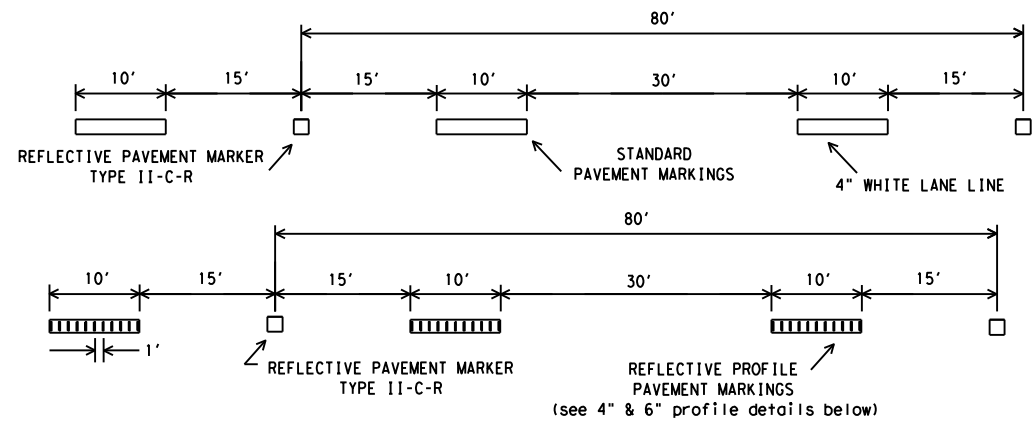 80'
10'
15'
15'
10'
30'
10'
15'
REFLECTIVE PAVEMENT MARKER
TYPE II-C-R
STANDARD
PAVEMENT MARKINGS
4" WHITE LANE LINE
80'
10'
15'
15'
10'
30'
10'
15'
1'
REFLECTIVE PAVEMENT MARKER
TYPE II-C-R
REFLECTIVE PROFILE
PAVEMENT MARKINGS
(see 4" & 6" profile details below)